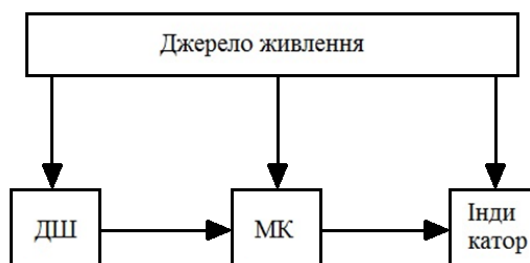 Джерело живлення
ДШ
МК
Інди
катор